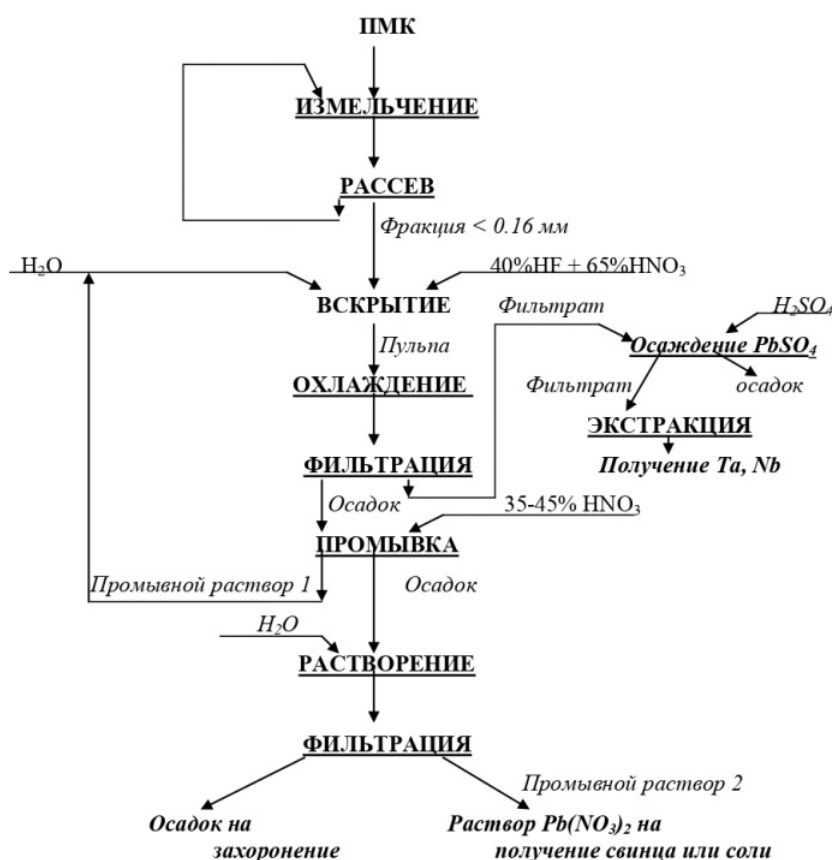 ПМК
ИЗМЕЛЬЧЕНИЕ
РАССЕВ
Фракция < 0.16 мм
H₂O
40%HF + 65%HNO₃
ВСКРЫТИЕ
Фильтрат
H₂SO₄
Пульпа
Осаждение PbSO₄
ОХЛАЖДЕНИЕ
Фильтрат
осадок
ЭКСТРАКЦИЯ
ФИЛЬТРАЦИЯ
Получение Ta, Nb
Осадок
35-45% HNO₃
ПРОМЫВКА
Промывной раствор 1
Осадок
H₂O
РАСТВОРЕНИЕ
ФИЛЬТРАЦИЯ
Промывной раствор 2
Осадок на
захоронение
Раствор Pb(NO₃)₂ на
получение свинца или соли